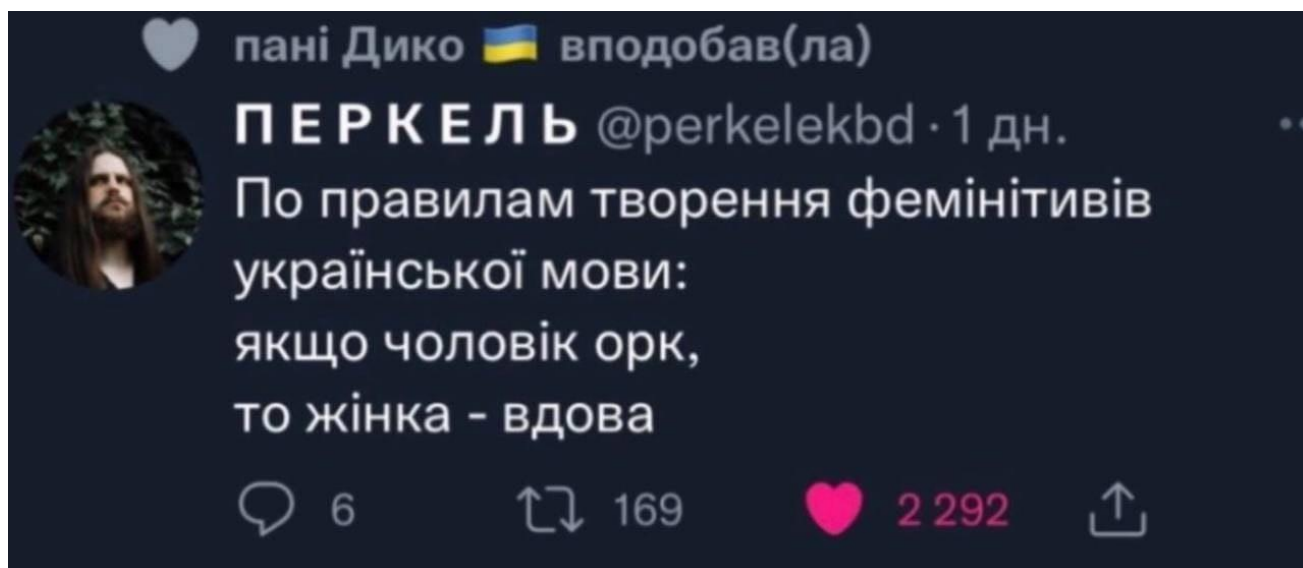 пані Дико 🇺🇦 вподобав(ла)
ПЕРКЕЛЬ @perkelekbd · 1 дн.
По правилам творення фемінітивів
української мови:
якщо чоловік орк,
то жінка - вдова
6 169 2 292